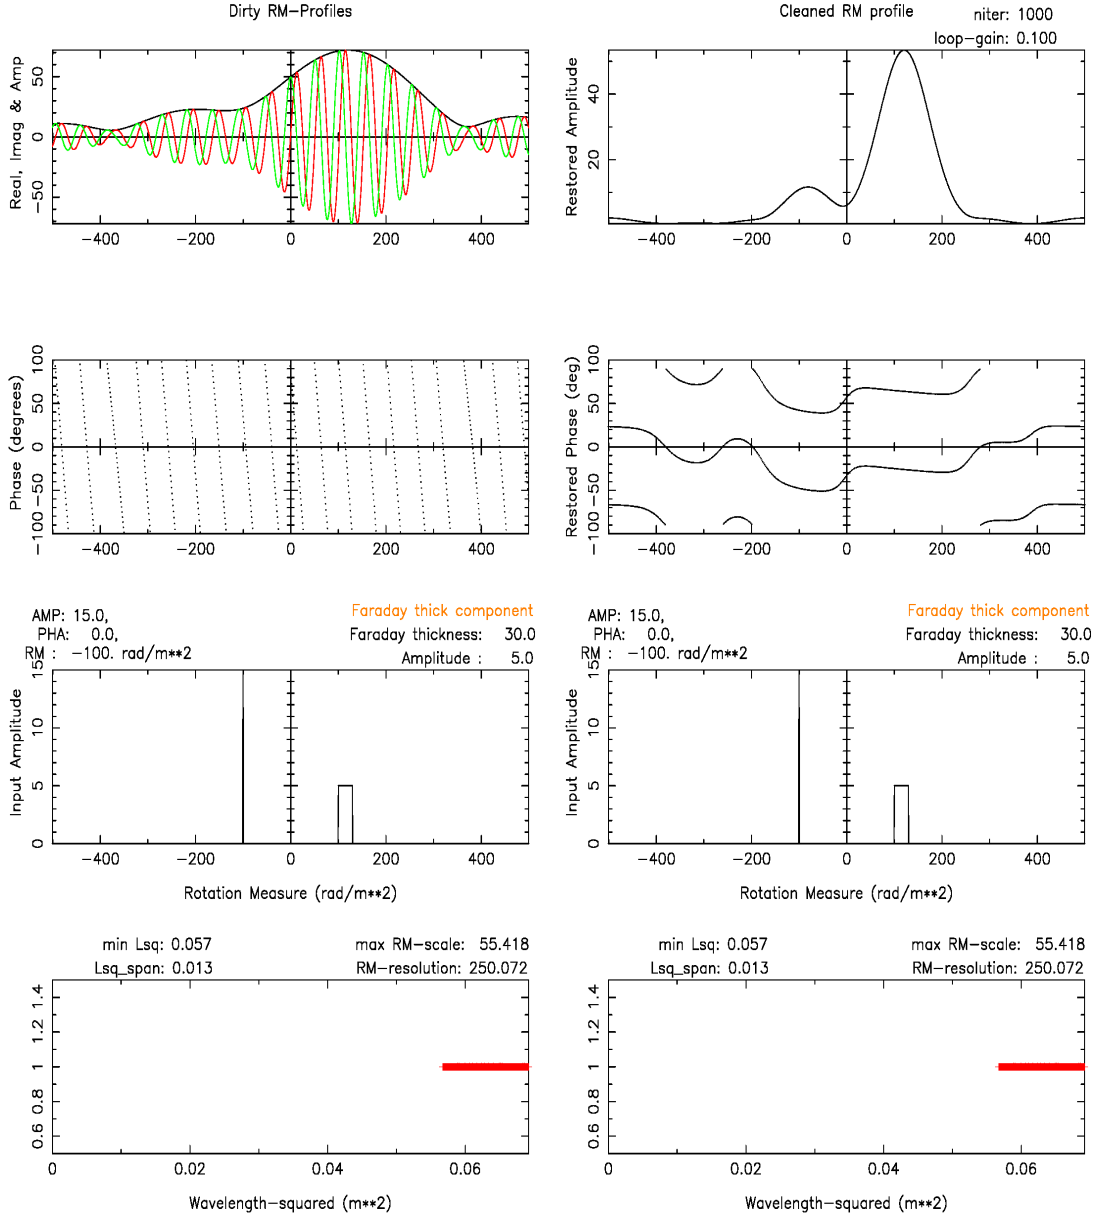 Dirty RM-Profiles
Cleaned RM profile
niter: 1000
loop-gain: 0.100
Real, Imag & Amp
-50 0 50
-400 -200 0 200 400
Restored Amplitude
20 40
-400 -200 0 200 400
Phase (degrees)
-100 -50 0 50 100
-400 -200 0 200 400
Restored Phase (deg)
-100 -50 0 50 100
-400 -200 0 200 400
AMP: 15.0,
PHA: 0.0,
RM : -100. rad/m**2
Faraday thick component
Faraday thickness: 30.0
Amplitude : 5.0
Input Amplitude
0 5 10 15
-400 -200 0 200 400
Rotation Measure (rad/m**2)
AMP: 15.0,
PHA: 0.0,
RM : -100. rad/m**2
Faraday thick component
Faraday thickness: 30.0
Amplitude : 5.0
Input Amplitude
0 5 10 15
-400 -200 0 200 400
Rotation Measure (rad/m**2)
min Lsq: 0.057
Lsq_span: 0.013
max RM-scale: 55.418
RM-resolution: 250.072
0.6 0.8 1 1.2 1.4
0 0.02 0.04 0.06
Wavelength-squared (m**2)
min Lsq: 0.057
Lsq_span: 0.013
max RM-scale: 55.418
RM-resolution: 250.072
0.6 0.8 1 1.2 1.4
0 0.02 0.04 0.06
Wavelength-squared (m**2)